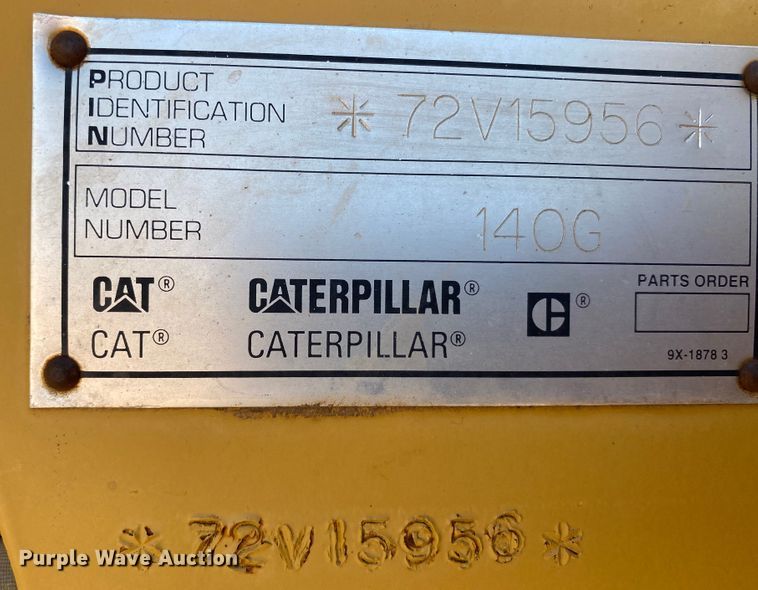 PRODUCT
IDENTIFICATION
NUMBER
* 72V15956 *
MODEL
NUMBER
140G
CAT® CATERPILLAR® C®
CAT® CATERPILLAR®
PARTS ORDER
9X-1878 3
* 72V15956 *
Purple Wave Auction